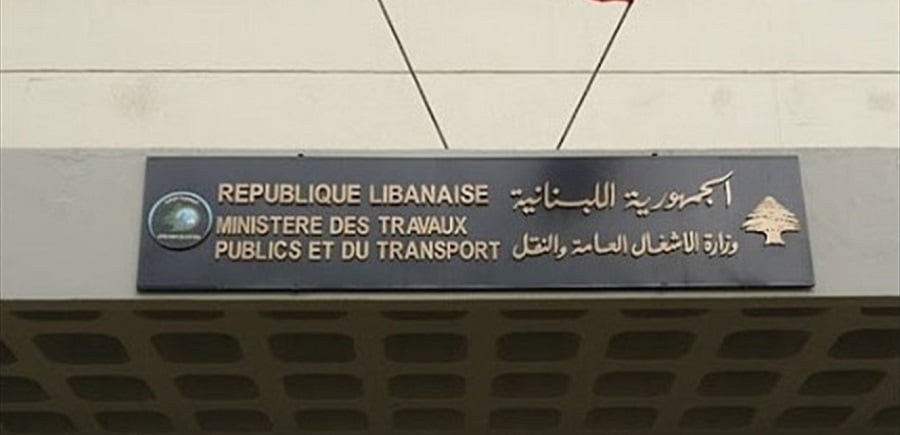 REPUBLIQUE LIBANAISE
MINISTERE DES TRAVAUX
PUBLICS ET DU TRANSPORT
الجمهورية اللبنانية
وزارة الاشغال العامة والنقل